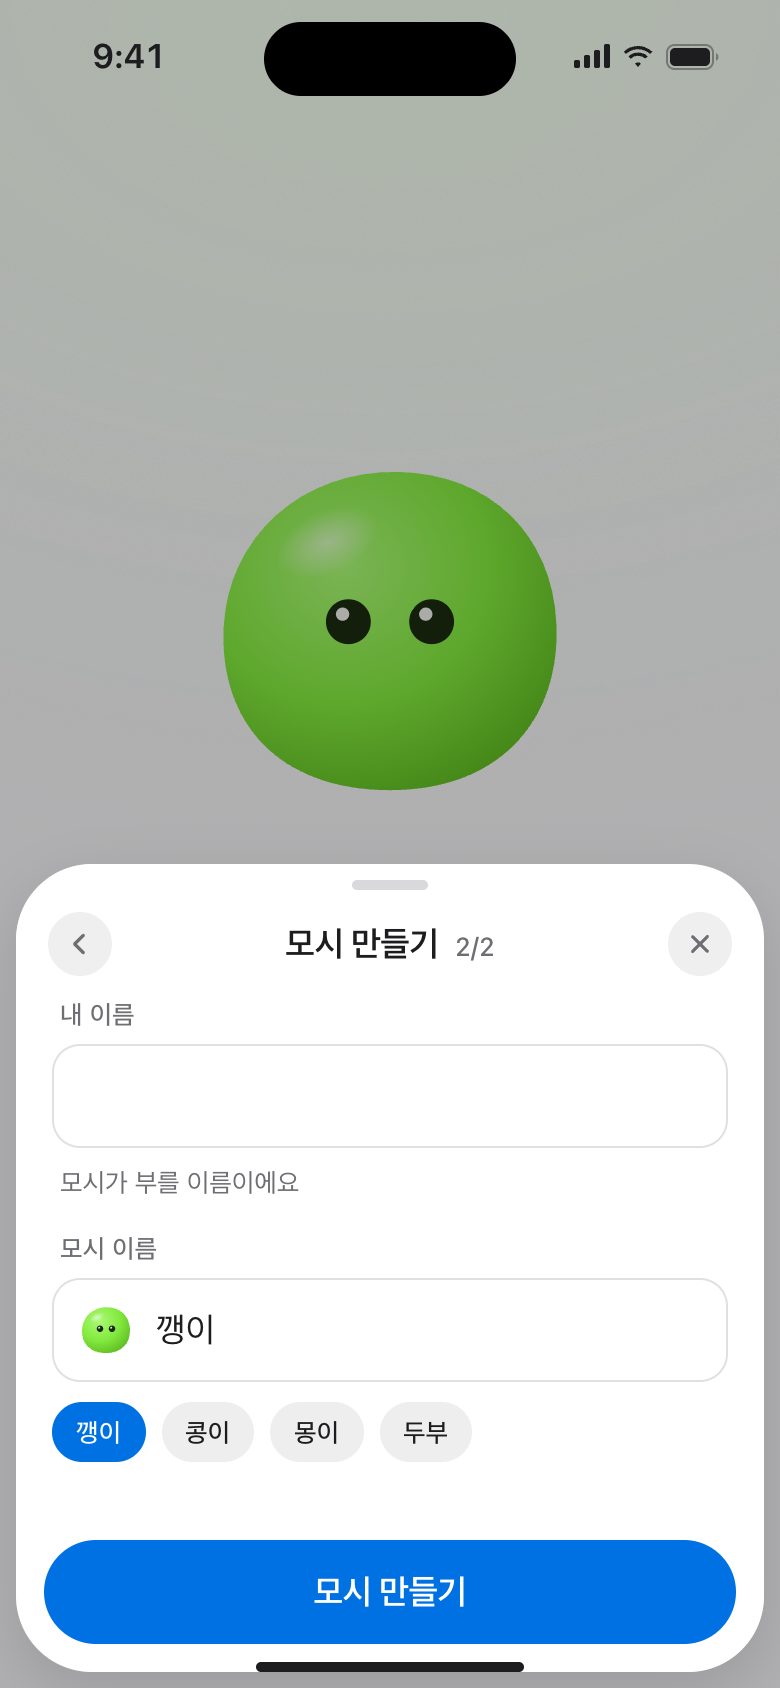 9:41
모시 만들기 2/2
내 이름
모시가 부를 이름이에요
모시 이름
깽이
깽이 콩이 몽이 두부
모시 만들기